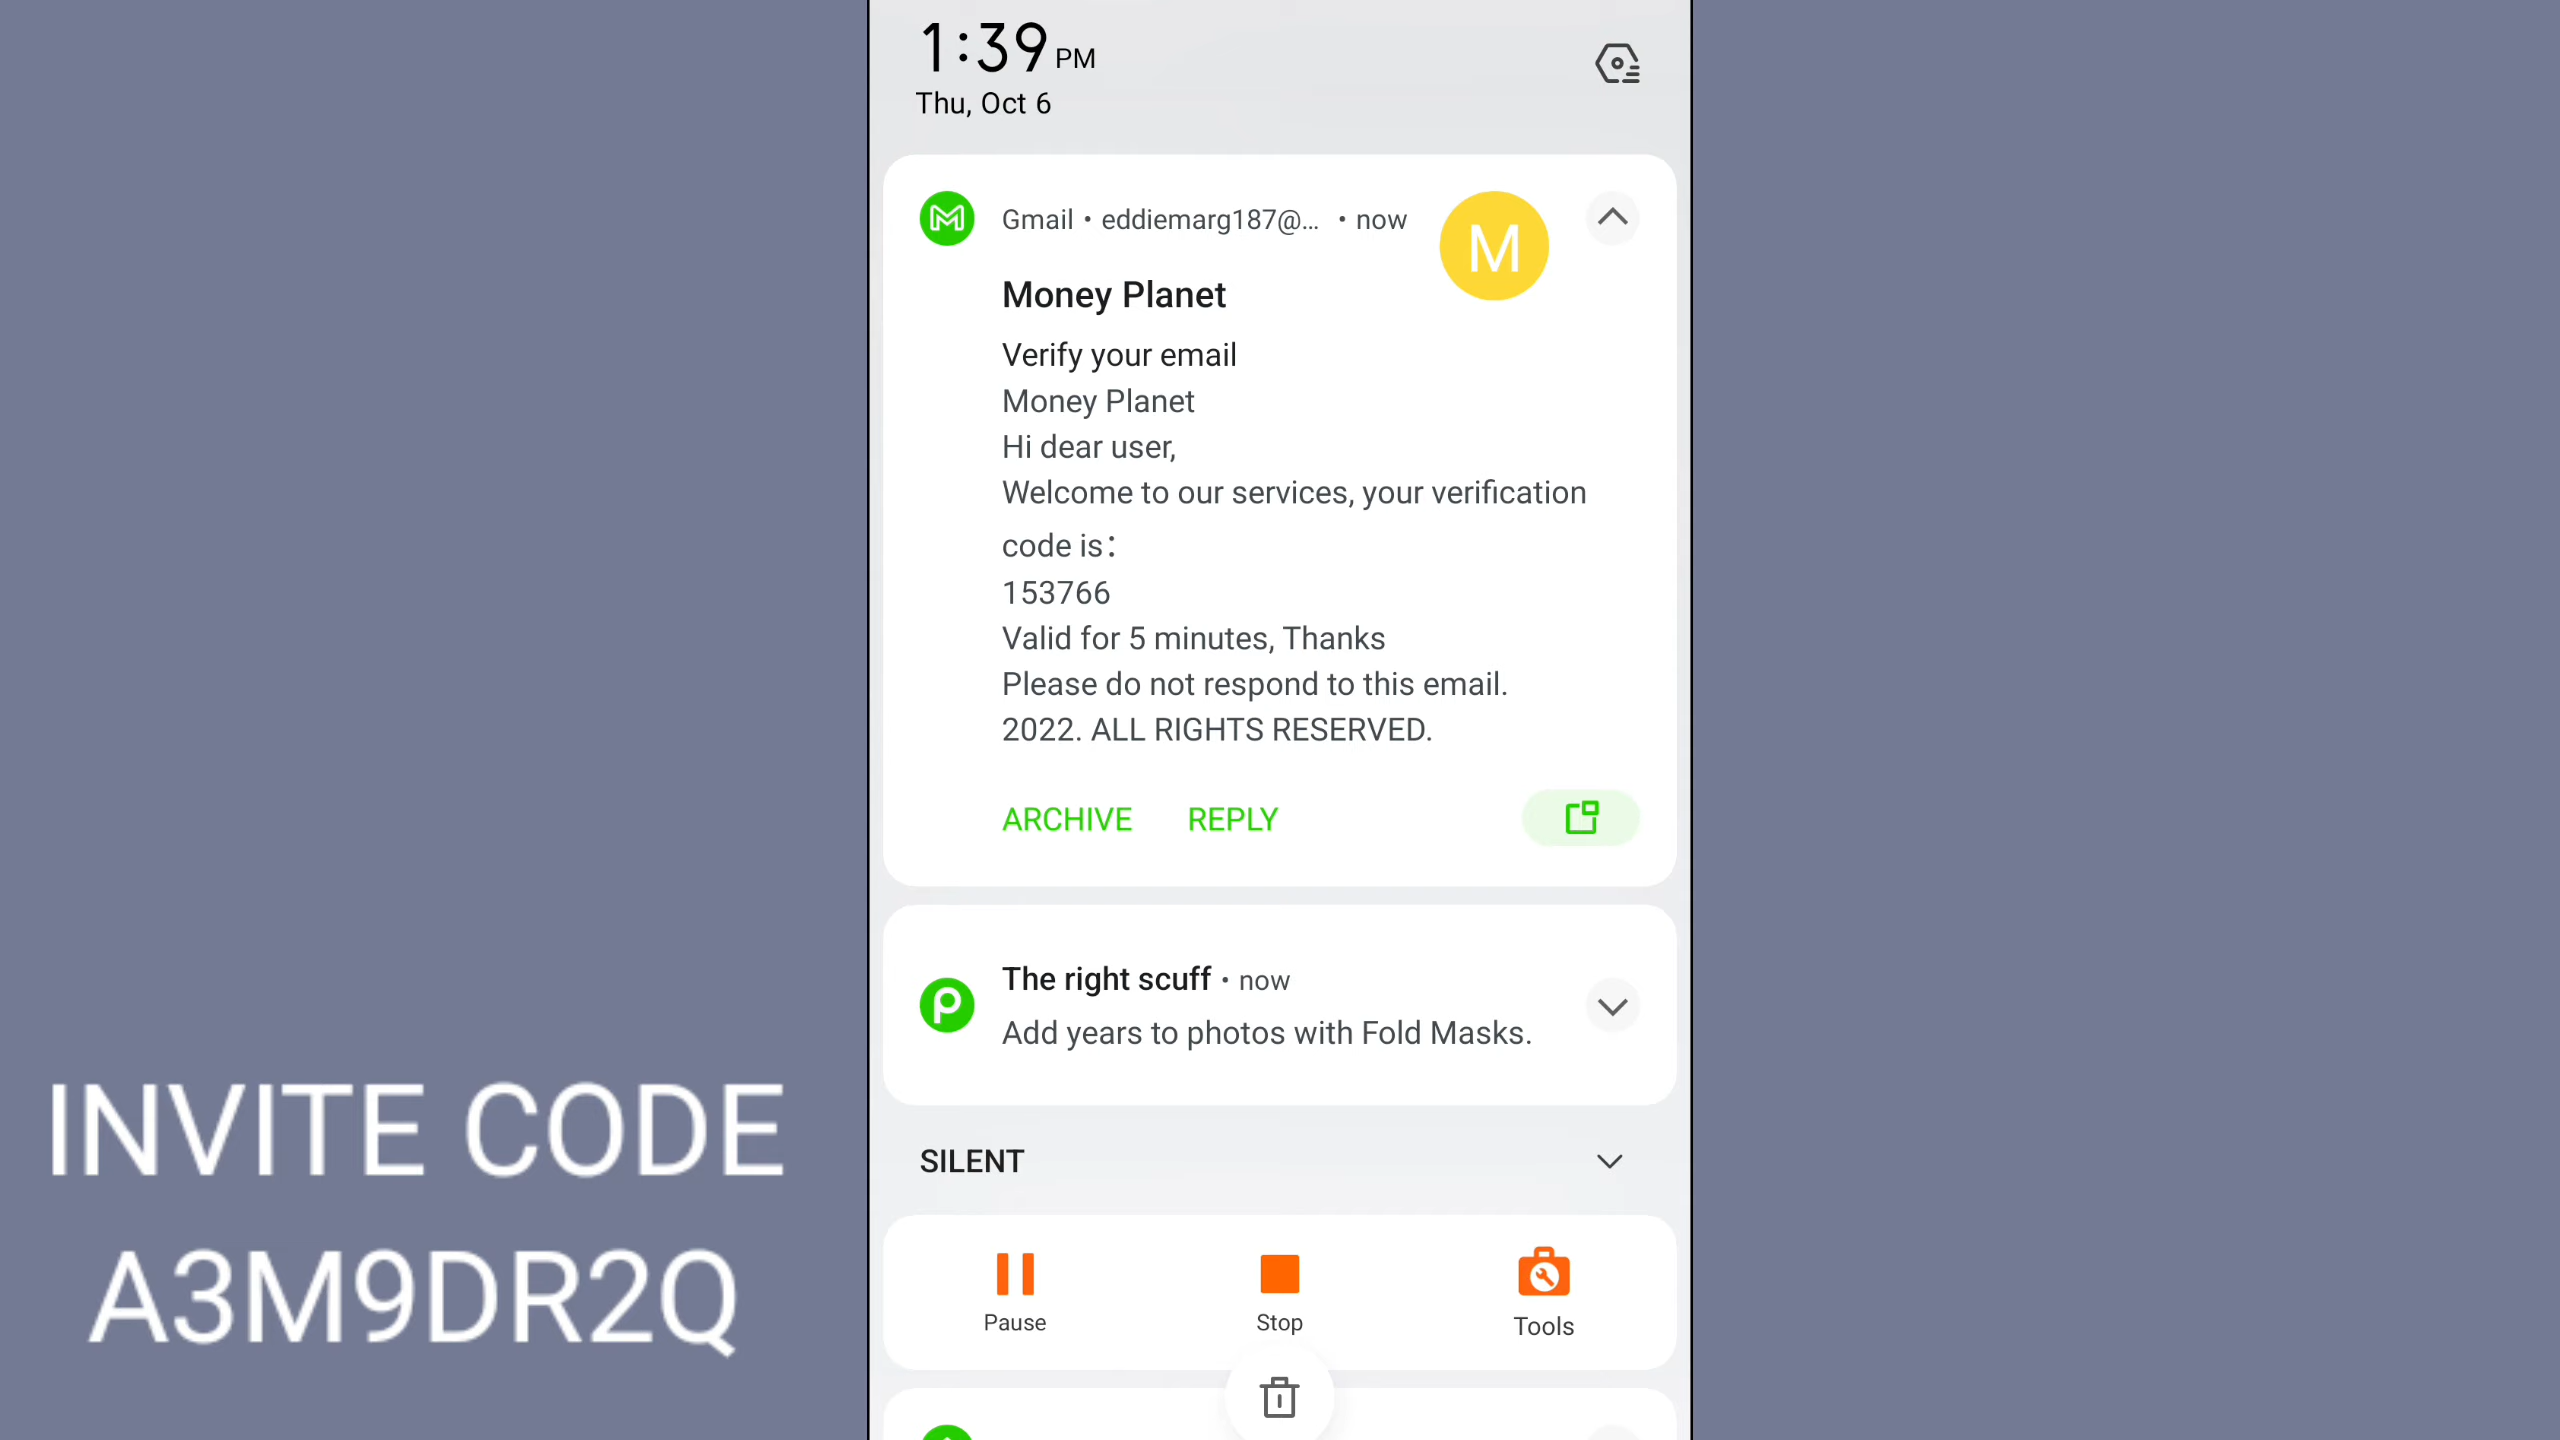 1:39 PM
Thu, Oct 6
Gmail • eddiemarg187@... • now
M
Money Planet
Verify your email
Money Planet
Hi dear user,
Welcome to our services, your verification
code is：
153766
Valid for 5 minutes, Thanks
Please do not respond to this email.
2022. ALL RIGHTS RESERVED.
ARCHIVE REPLY
The right scuff • now
Add years to photos with Fold Masks.
SILENT
Pause Stop Tools
INVITE CODE
A3M9DR2Q